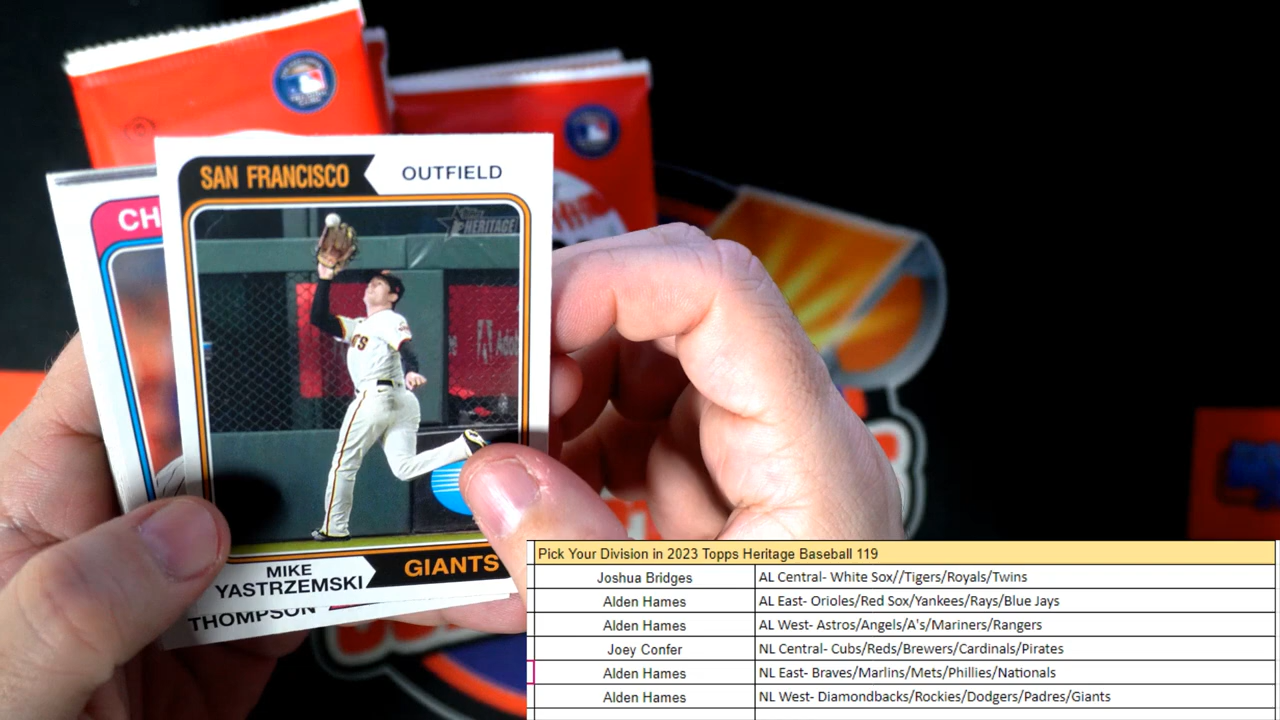 SAN FRANCISCO
OUTFIELD
HERITAGE
CH
MIKE
YASTRZEMSKI
GIANTS
THOMPSON
Pick Your Division in 2023 Topps Heritage Baseball 119
Joshua Bridges AL Central- White Sox//Tigers/Royals/Twins
Alden Hames AL East- Orioles/Red Sox/Yankees/Rays/Blue Jays
Alden Hames AL West- Astros/Angels/A's/Mariners/Rangers
Joey Confer NL Central- Cubs/Reds/Brewers/Cardinals/Pirates
Alden Hames NL East- Braves/Marlins/Mets/Phillies/Nationals
Alden Hames NL West- Diamondbacks/Rockies/Dodgers/Padres/Giants